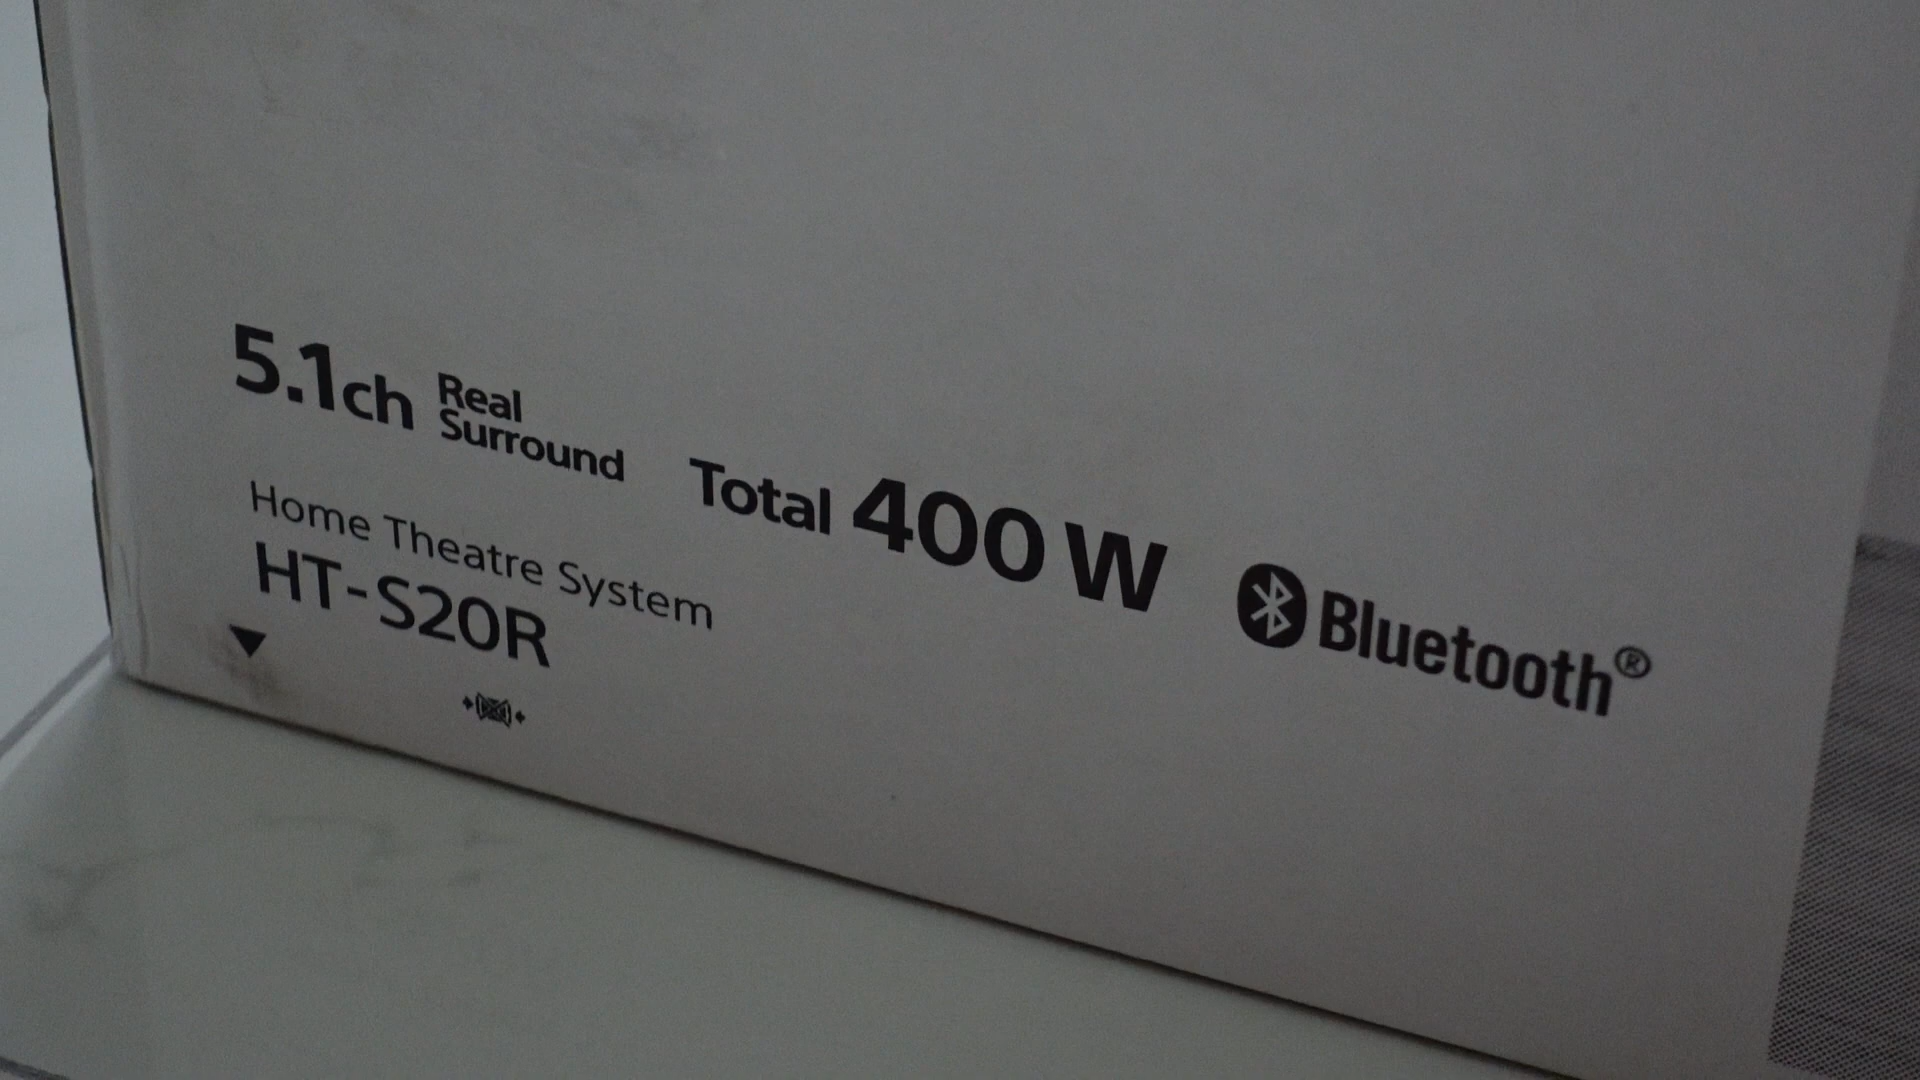 5.1ch Real Surround Total 400 W Bluetooth®
Home Theatre System
HT-S20R